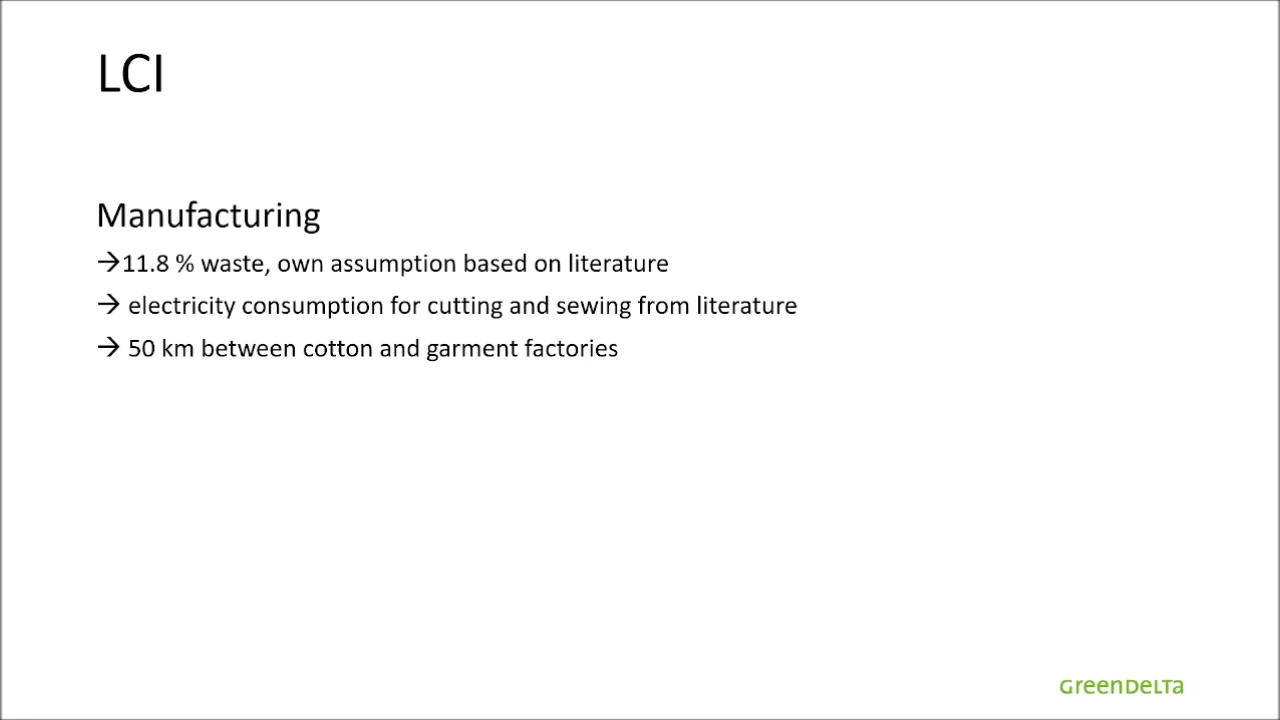 LCI
Manufacturing
→11.8 % waste, own assumption based on literature
→ electricity consumption for cutting and sewing from literature
→ 50 km between cotton and garment factories
GreenDelta